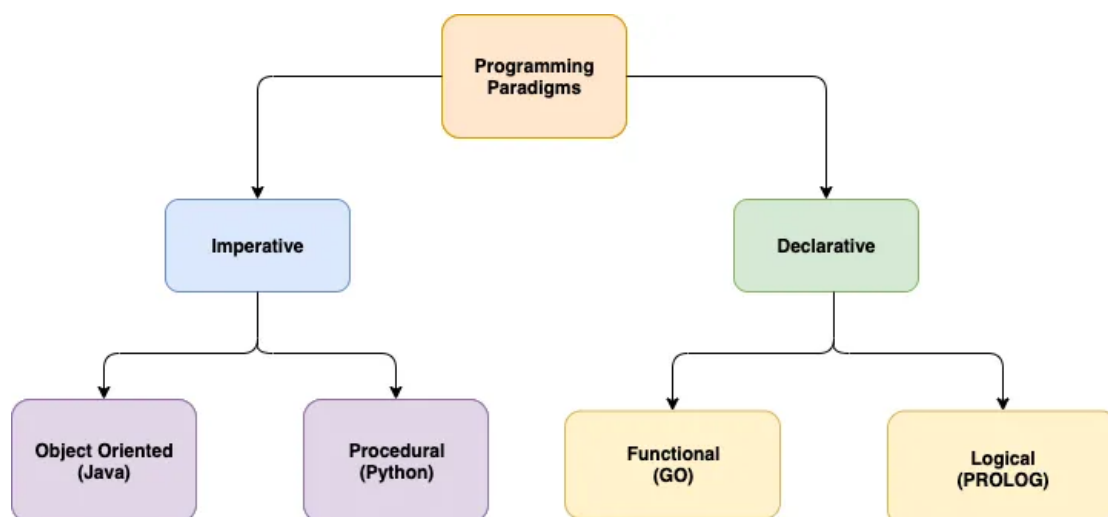 Programming
Paradigms
Imperative
Declarative
Object Oriented
(Java)
Procedural
(Python)
Functional
(GO)
Logical
(PROLOG)